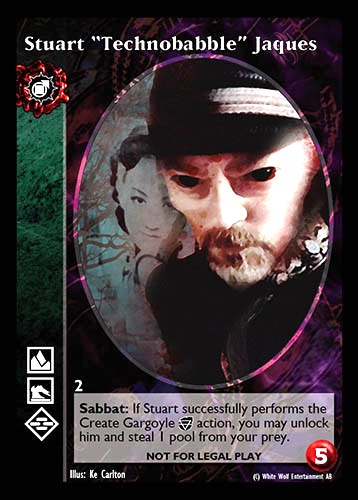 Stuart "Technobabble" Jaques
2
Sabbat: If Stuart successfully performs the
Create Gargoyle action, you may unlock
him and steal 1 pool from your prey.
NOT FOR LEGAL PLAY
5
Illus: Ke Carlton
(C) White Wolf Entertainment AB